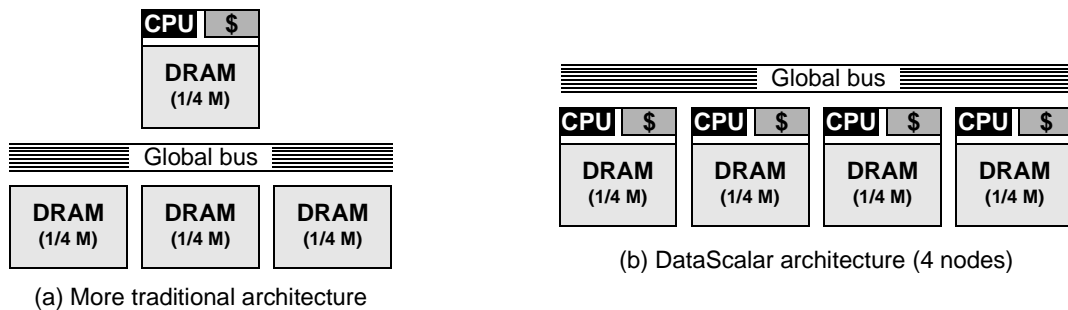 CPU $
DRAM
(1/4 M)
Global bus
DRAM DRAM DRAM
(1/4 M) (1/4 M) (1/4 M)
(a) More traditional architecture
Global bus
CPU $ CPU $ CPU $ CPU $
DRAM DRAM DRAM DRAM
(1/4 M) (1/4 M) (1/4 M) (1/4 M)
(b) DataScalar architecture (4 nodes)